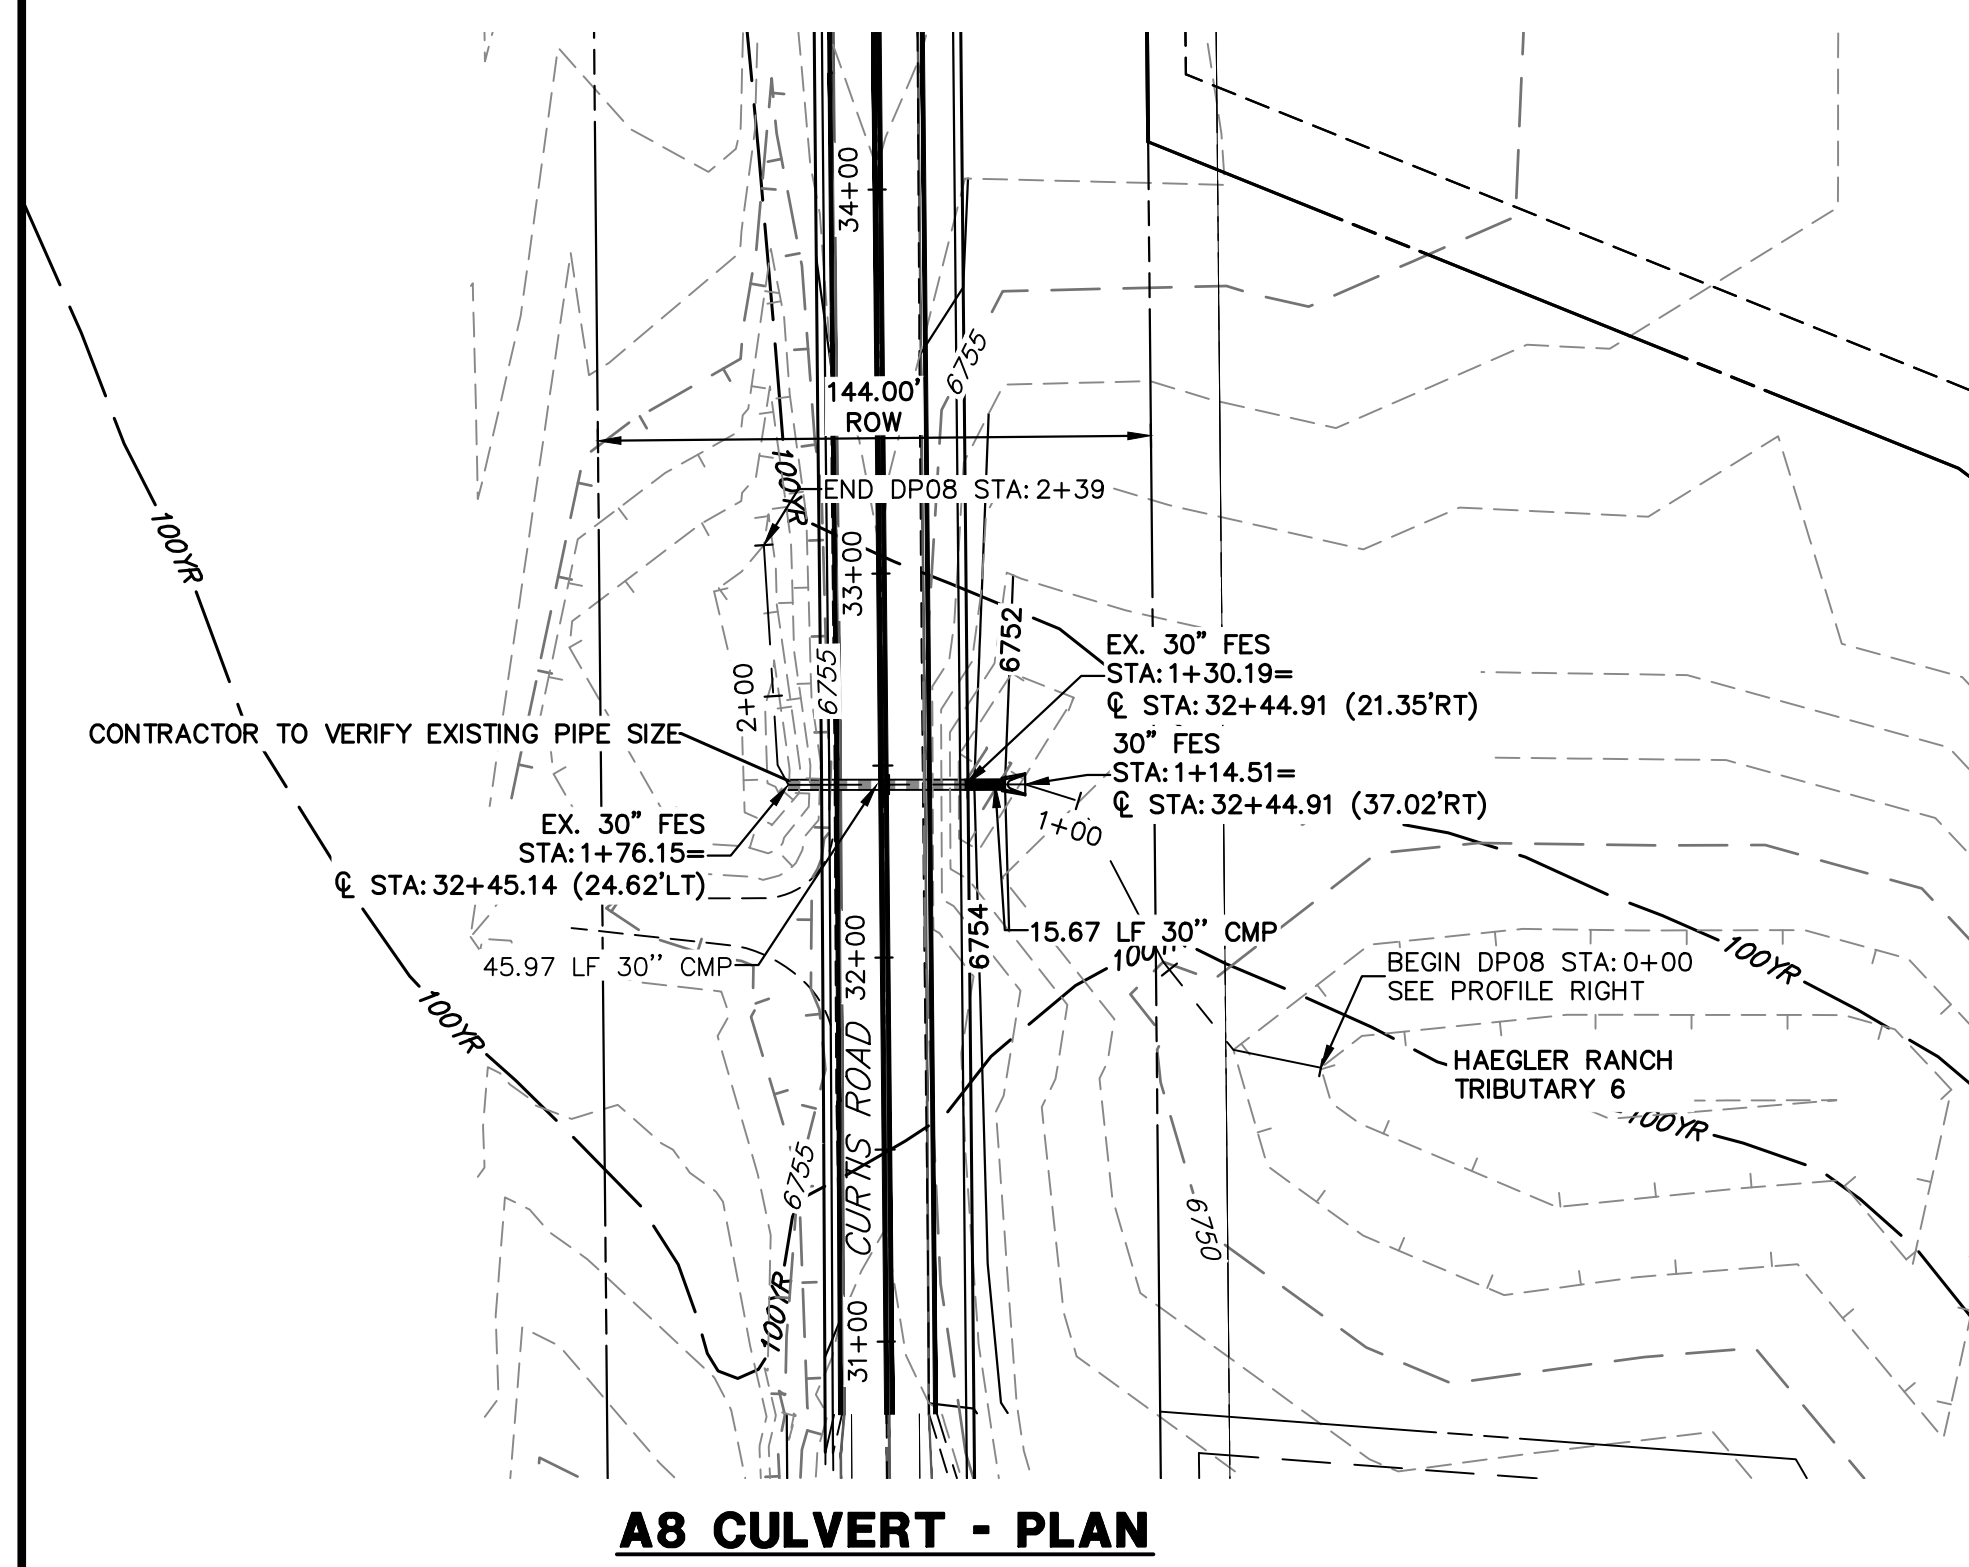 34+00
6755
144.00'
ROW
100YR
END DP08 STA: 2+39
100YR
33+00
6752
EX. 30" FES
STA: 1+30.19=
℄ STA: 32+44.91 (21.35'RT)
6755
2+00
CONTRACTOR TO VERIFY EXISTING PIPE SIZE
30" FES
STA: 1+14.51=
℄ STA: 32+44.91 (37.02'RT)
1+00
EX. 30" FES
STA: 1+76.15=
℄ STA: 32+45.14 (24.62'LT)
6754
15.67 LF 30" CMP
45.97 LF 30" CMP
32+00
100YR
BEGIN DP08 STA: 0+00
SEE PROFILE RIGHT
100YR
HAEGLER RANCH
TRIBUTARY 6
100YR
CURTIS ROAD
6755
6750
100YR
31+00
A8 CULVERT - PLAN